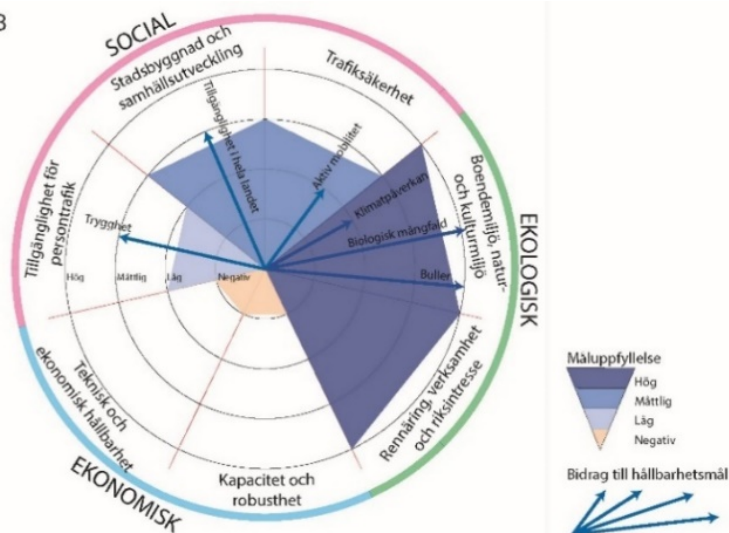 B
SOCIAL
Stadsbyggnad och
samhällsutveckling
Trafiksäkerhet
Tillgänglighet i hela landet
Aktiv mobilitet
Klimatpåverkan
Boendemiljö, natur-
och kulturmiljö
Tillgänglighet för
persontrafik
Trygghet
Biologisk mångfald
EKOLOGISK
Hög
Måttlig
Låg
Negativ
Buller
Teknisk och
ekonomisk hållbarhet
Rennäring, verksamhet
och riksintresse
Kapacitet och
robusthet
EKONOMISK
Måluppfyllelse
Hög
Måttlig
Låg
Negativ
Bidrag till hållbarhetsmål